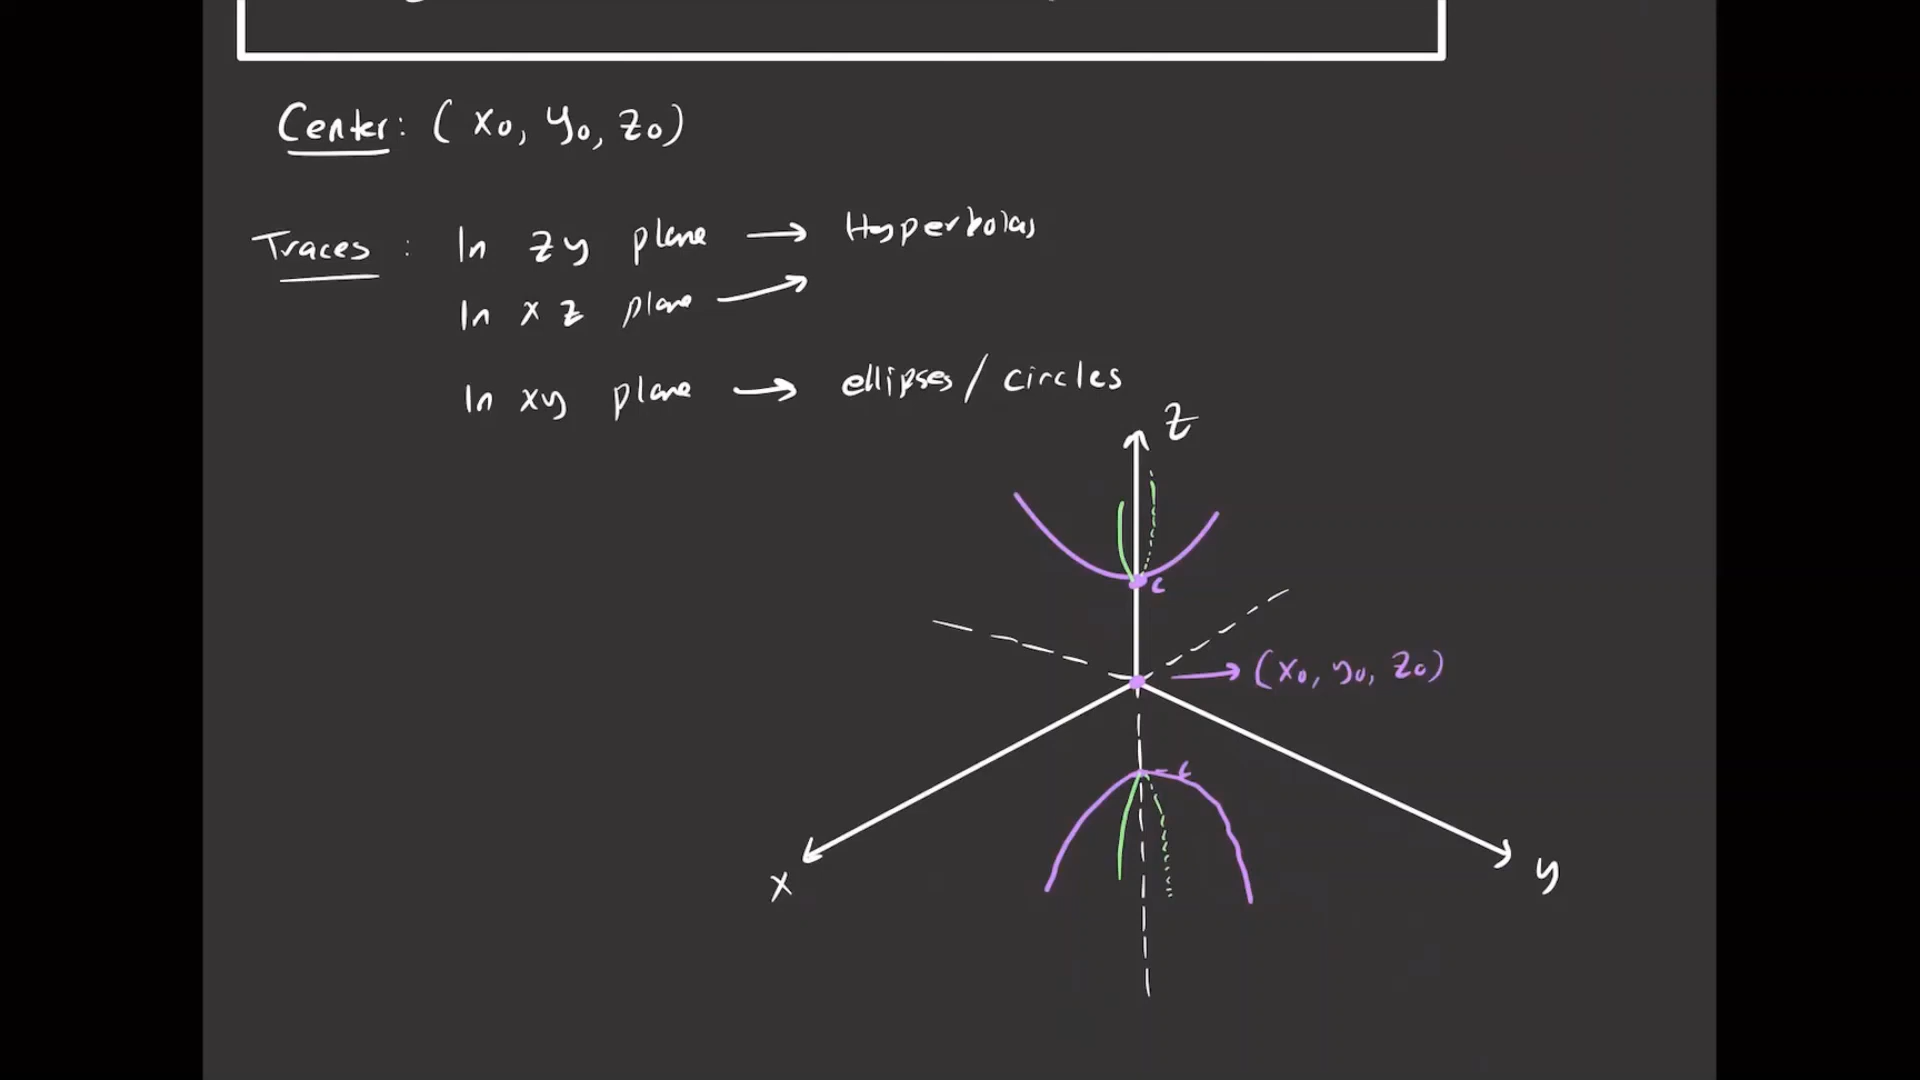 Center: (x₀, y₀, z₀)
Traces: In zy plane → Hyperbolas
In xz plane →
In xy plane → ellipses / circles
z
c
→ (x₀, y₀, z₀)
-c
x
y